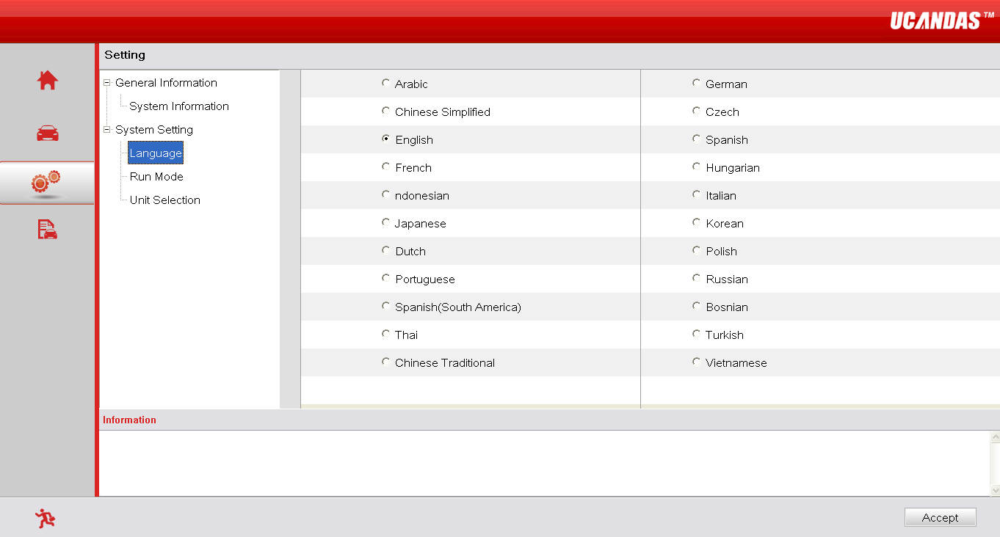 UCANDAS™
Setting
General Information
System Information
System Setting
Language
Run Mode
Unit Selection
Arabic
Chinese Simplified
English
French
ndonesian
Japanese
Dutch
Portuguese
Spanish(South America)
Thai
Chinese Traditional
German
Czech
Spanish
Hungarian
Italian
Korean
Polish
Russian
Bosnian
Turkish
Vietnamese
Information
Accept